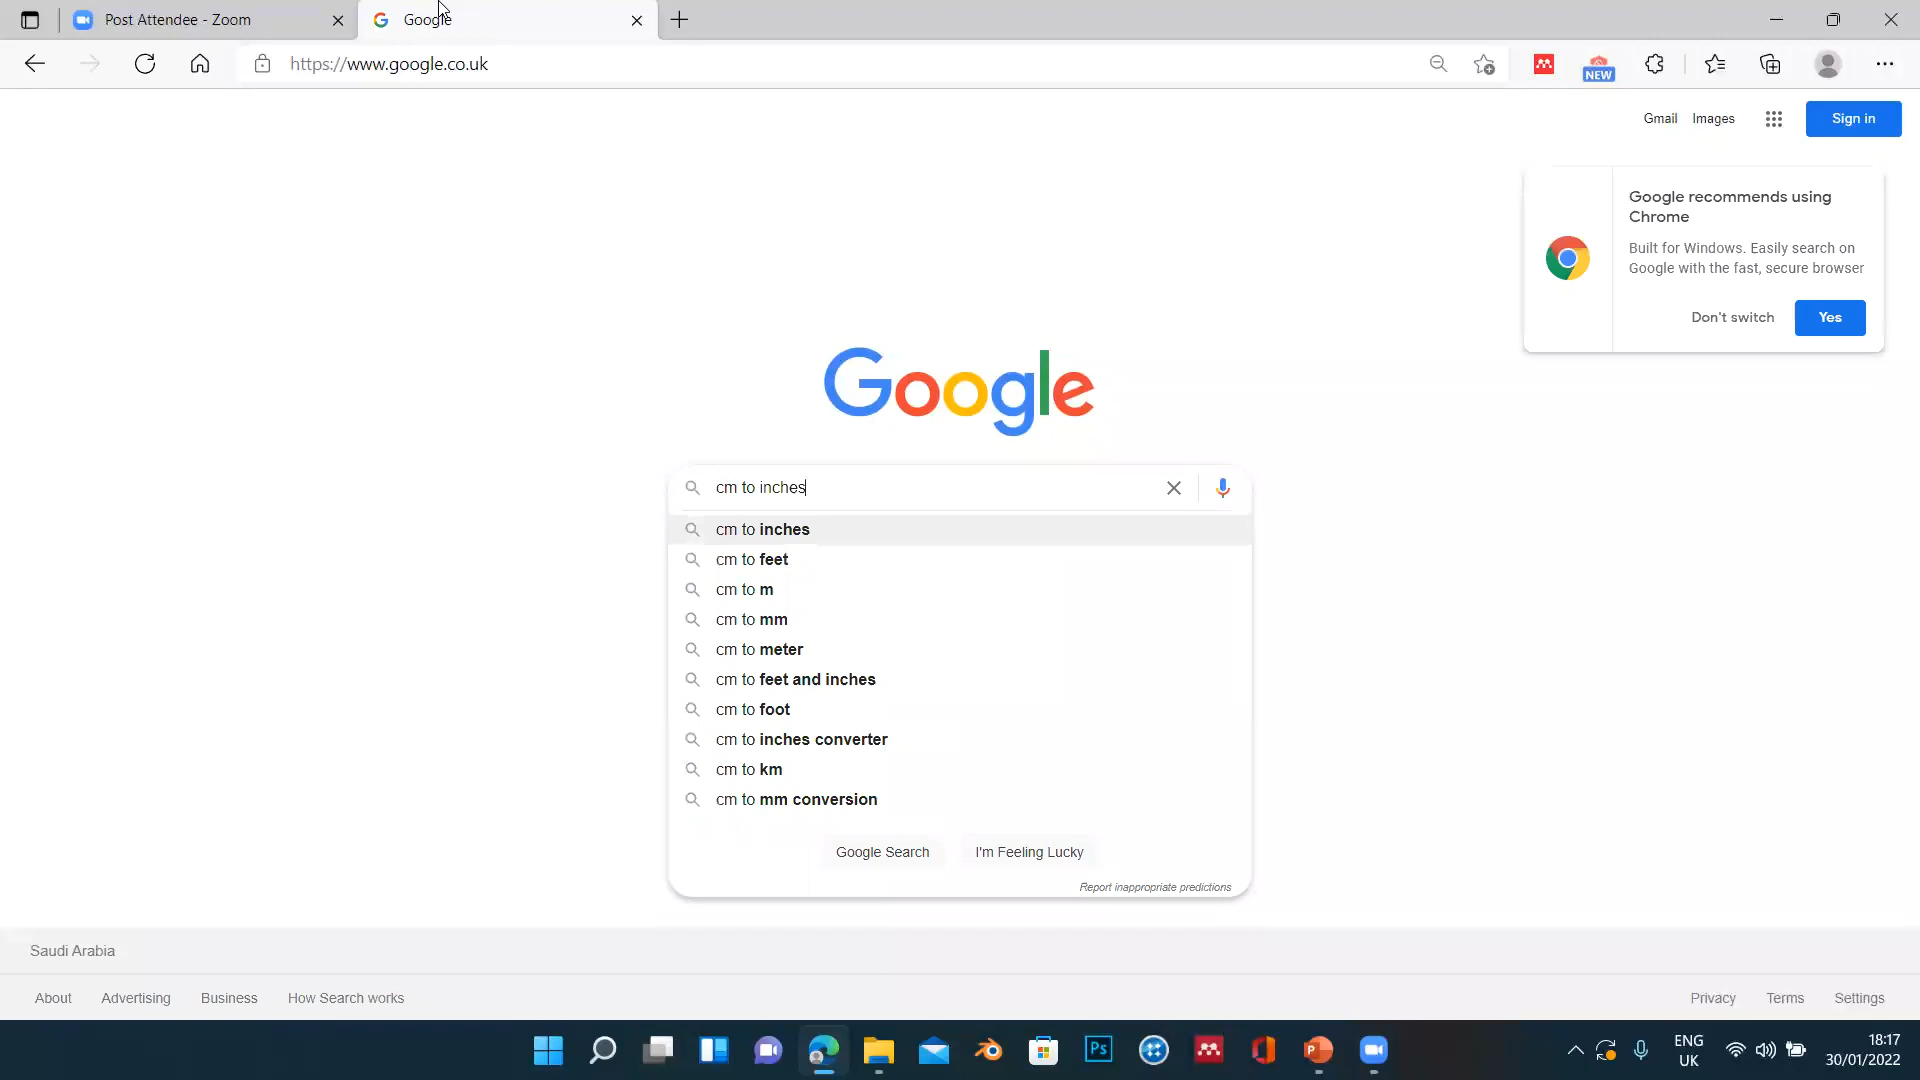 Post Attendee - Zoom
Google
https://www.google.co.uk
NEW
Gmail Images
Sign in
Google recommends using
Chrome
Built for Windows. Easily search on
Google with the fast, secure browser
Don't switch
Yes
Google
cm to inches
cm to inches
cm to feet
cm to m
cm to mm
cm to meter
cm to feet and inches
cm to foot
cm to inches converter
cm to km
cm to mm conversion
Google Search
I'm Feeling Lucky
Report inappropriate predictions
Saudi Arabia
About Advertising Business How Search works
Privacy Terms Settings
Ps
P
ENG
UK
18:17
30/01/2022